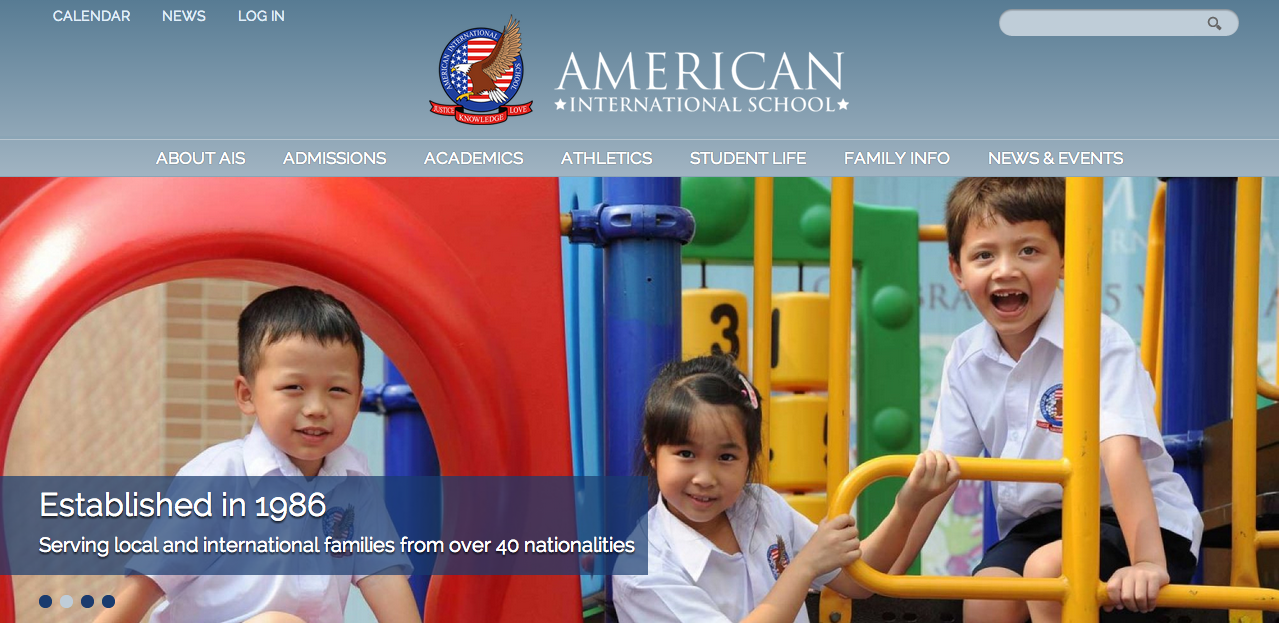 CALENDAR NEWS LOG IN
AMERICAN INTERNATIONAL SCHOOL
JUSTICE KNOWLEDGE LOVE
AMERICAN
INTERNATIONAL SCHOOL
ABOUT AIS ADMISSIONS ACADEMICS ATHLETICS STUDENT LIFE FAMILY INFO NEWS & EVENTS
3
Established in 1986
Serving local and international families from over 40 nationalities